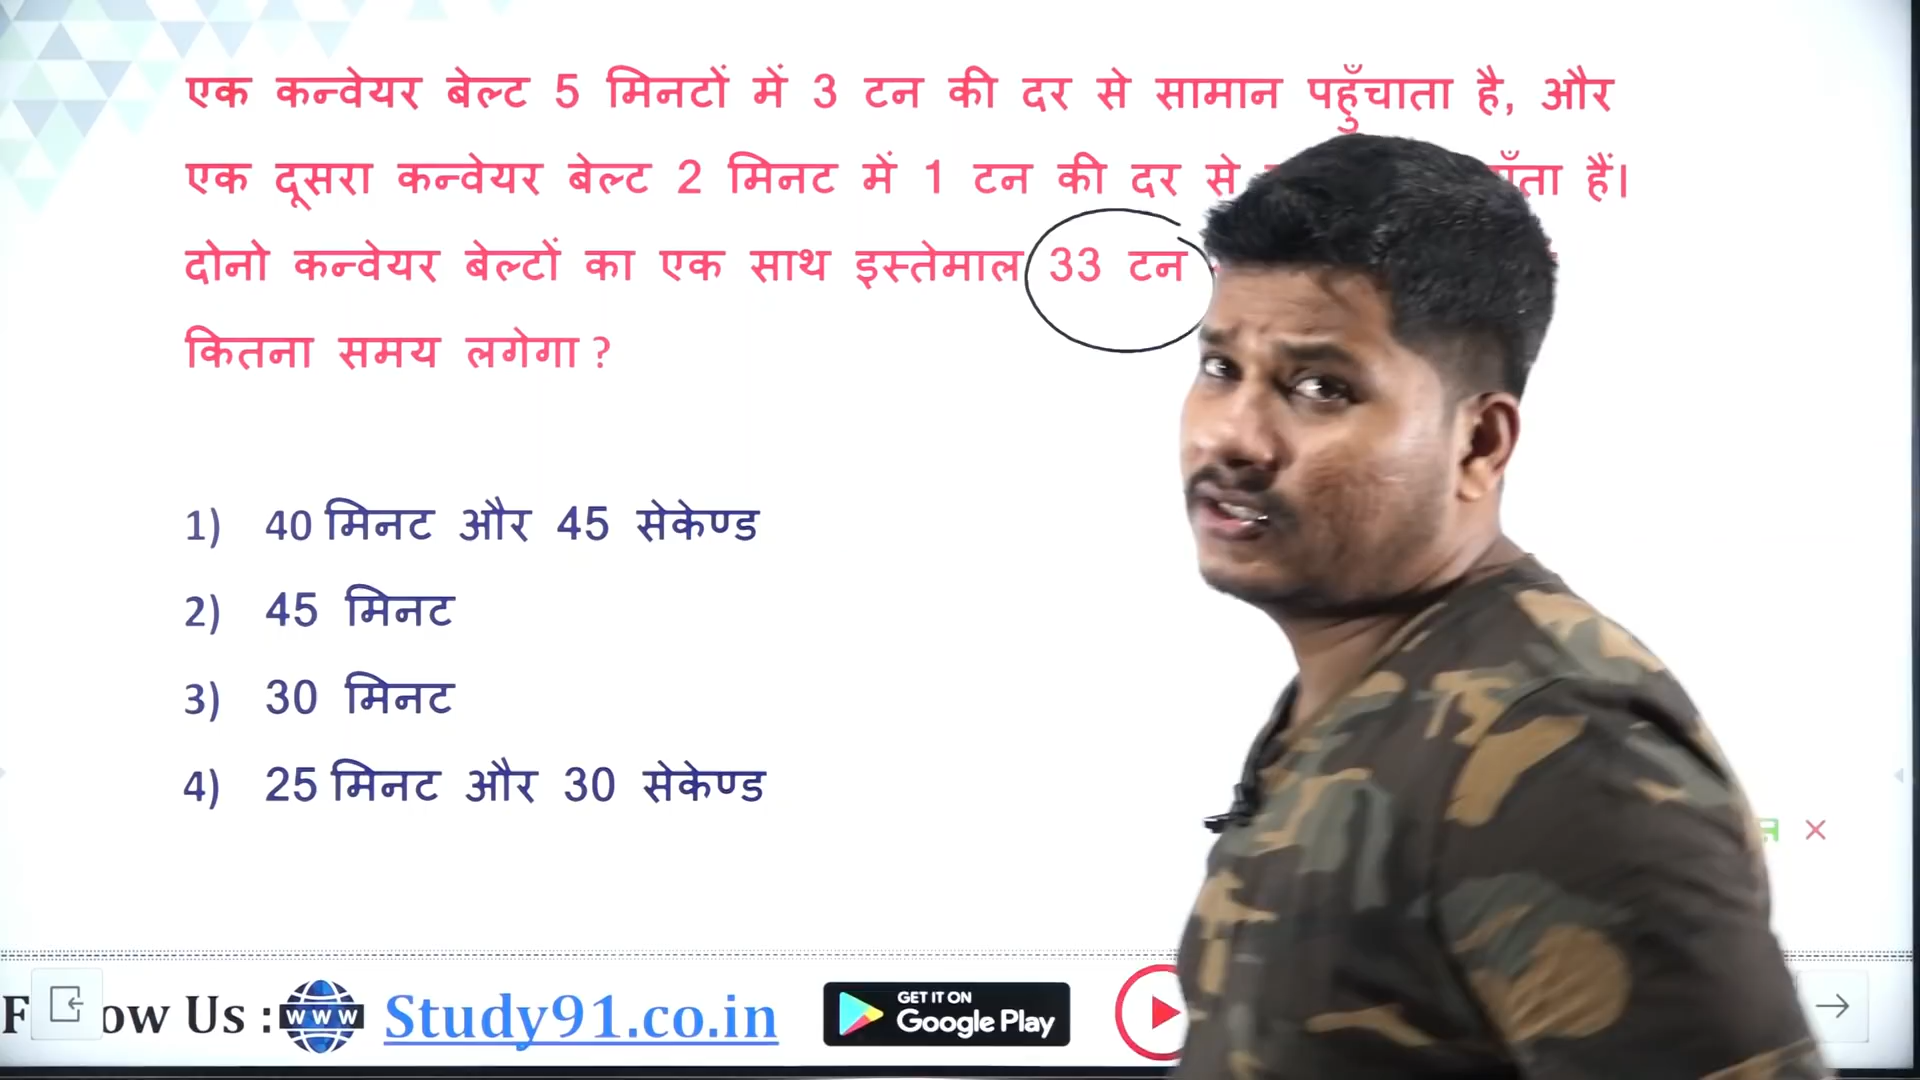 एक कन्वेयर बेल्ट 5 मिनटों में 3 टन की दर से सामान पहुँचाता है, और
एक दूसरा कन्वेयर बेल्ट 2 मिनट में 1 टन की दर से हैं।
दोनो कन्वेयर बेल्टों का एक साथ इस्तेमाल 33 टन
कितना समय लगेगा ?
1) 40 मिनट और 45 सेकेण्ड
2) 45 मिनट
3) 30 मिनट
4) 25 मिनट और 30 सेकेण्ड
Us : www Study91.co.in GET IT ON Google Play